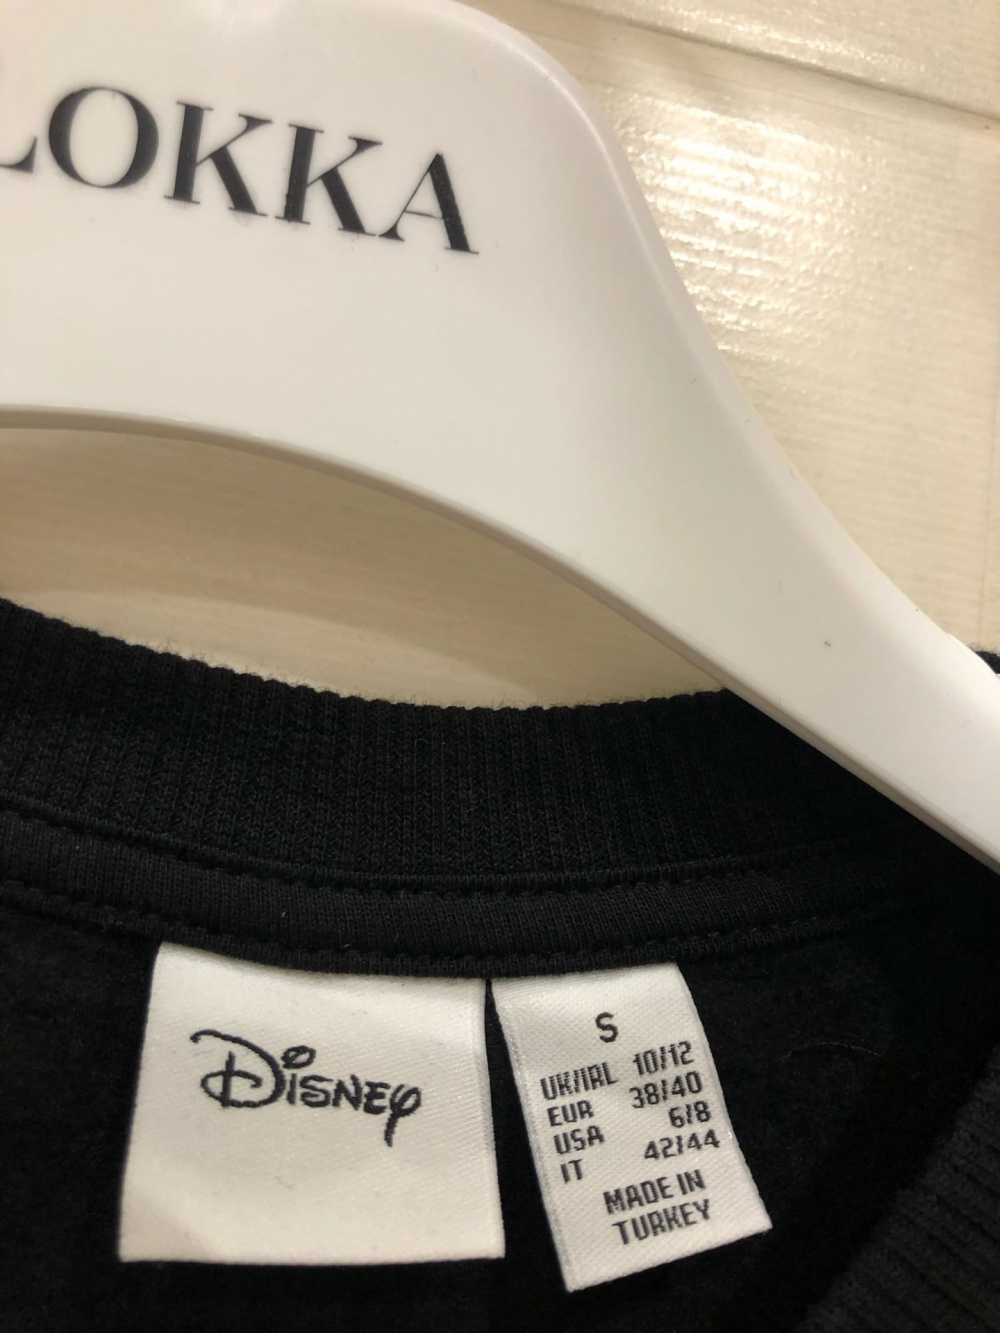 LOKKA
Disney
S
UK/IRL 10/12
EUR 38/40
USA 6/8
IT 42/44
MADE IN
TURKEY